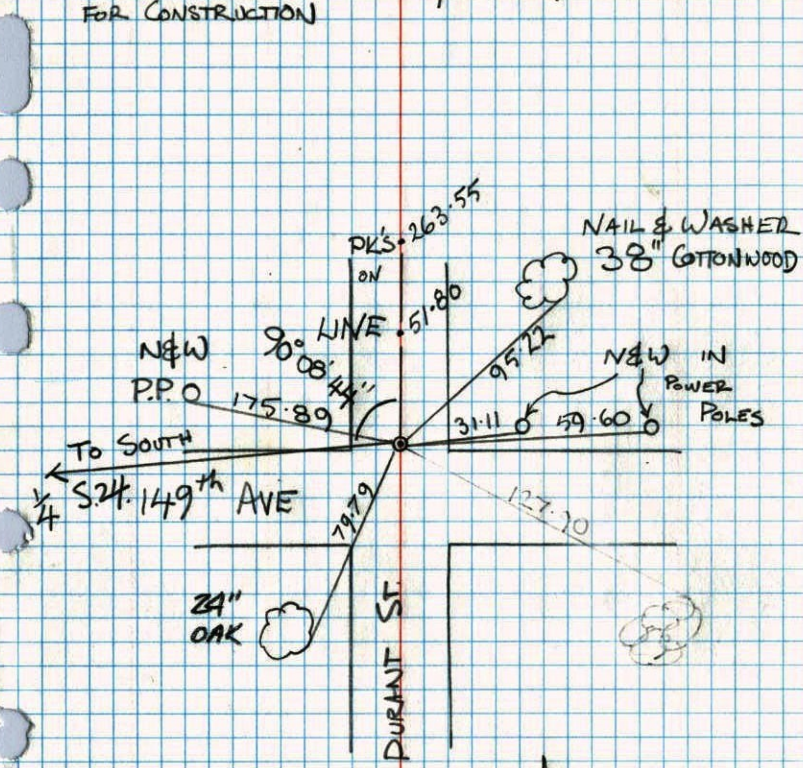 FOR CONSTRUCTION
PK'S 263.55
ON
LINE 51.80
NAIL & WASHER
38" COTTONWOOD
95.22
90° 08' 44"
N&W
P.P.
175.89
N&W IN
POWER
POLES
31.11
59.60
TO SOUTH
1/4 S.24. 149th AVE
79.79
127.90
24"
OAK
DURANT ST.